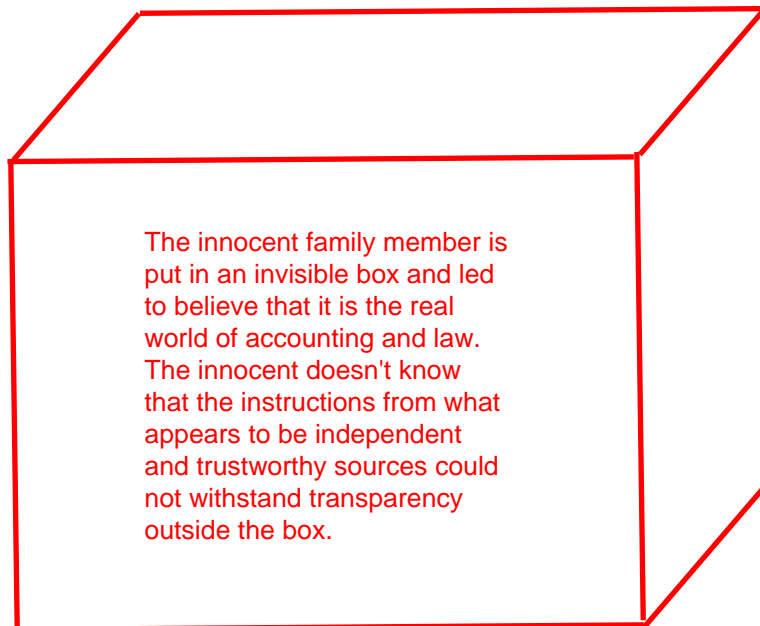 The innocent family member is
put in an invisible box and led
to believe that it is the real
world of accounting and law.
The innocent doesn't know
that the instructions from what
appears to be independent
and trustworthy sources could
not withstand transparency
outside the box.